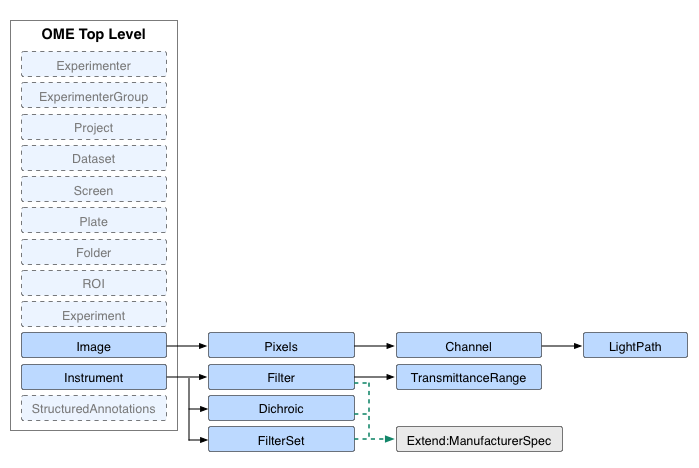 OME Top Level
Experimenter
ExperimenterGroup
Project
Dataset
Screen
Plate
Folder
ROI
Experiment
Image
Pixels
Channel
LightPath
Instrument
Filter
TransmittanceRange
StructuredAnnotations
Dichroic
FilterSet
Extend:ManufacturerSpec